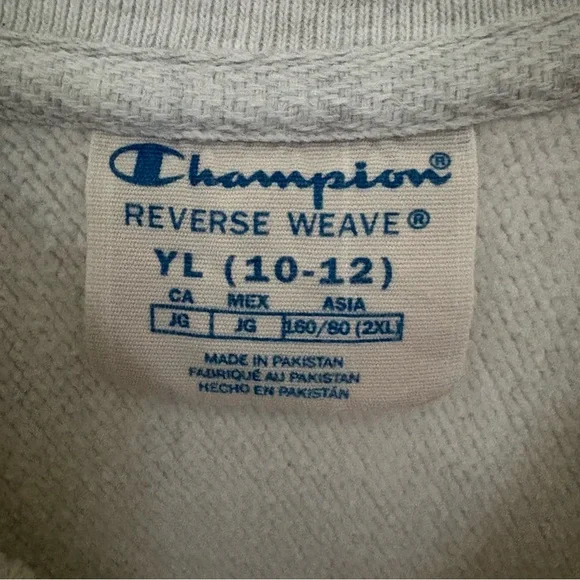 Champion®
REVERSE WEAVE®
YL (10-12)
CA MEX ASIA
JG JG 160/80 (2XL)
MADE IN PAKISTAN
FABRIQUÉ AU PAKISTAN
HECHO EN PAKISTÁN